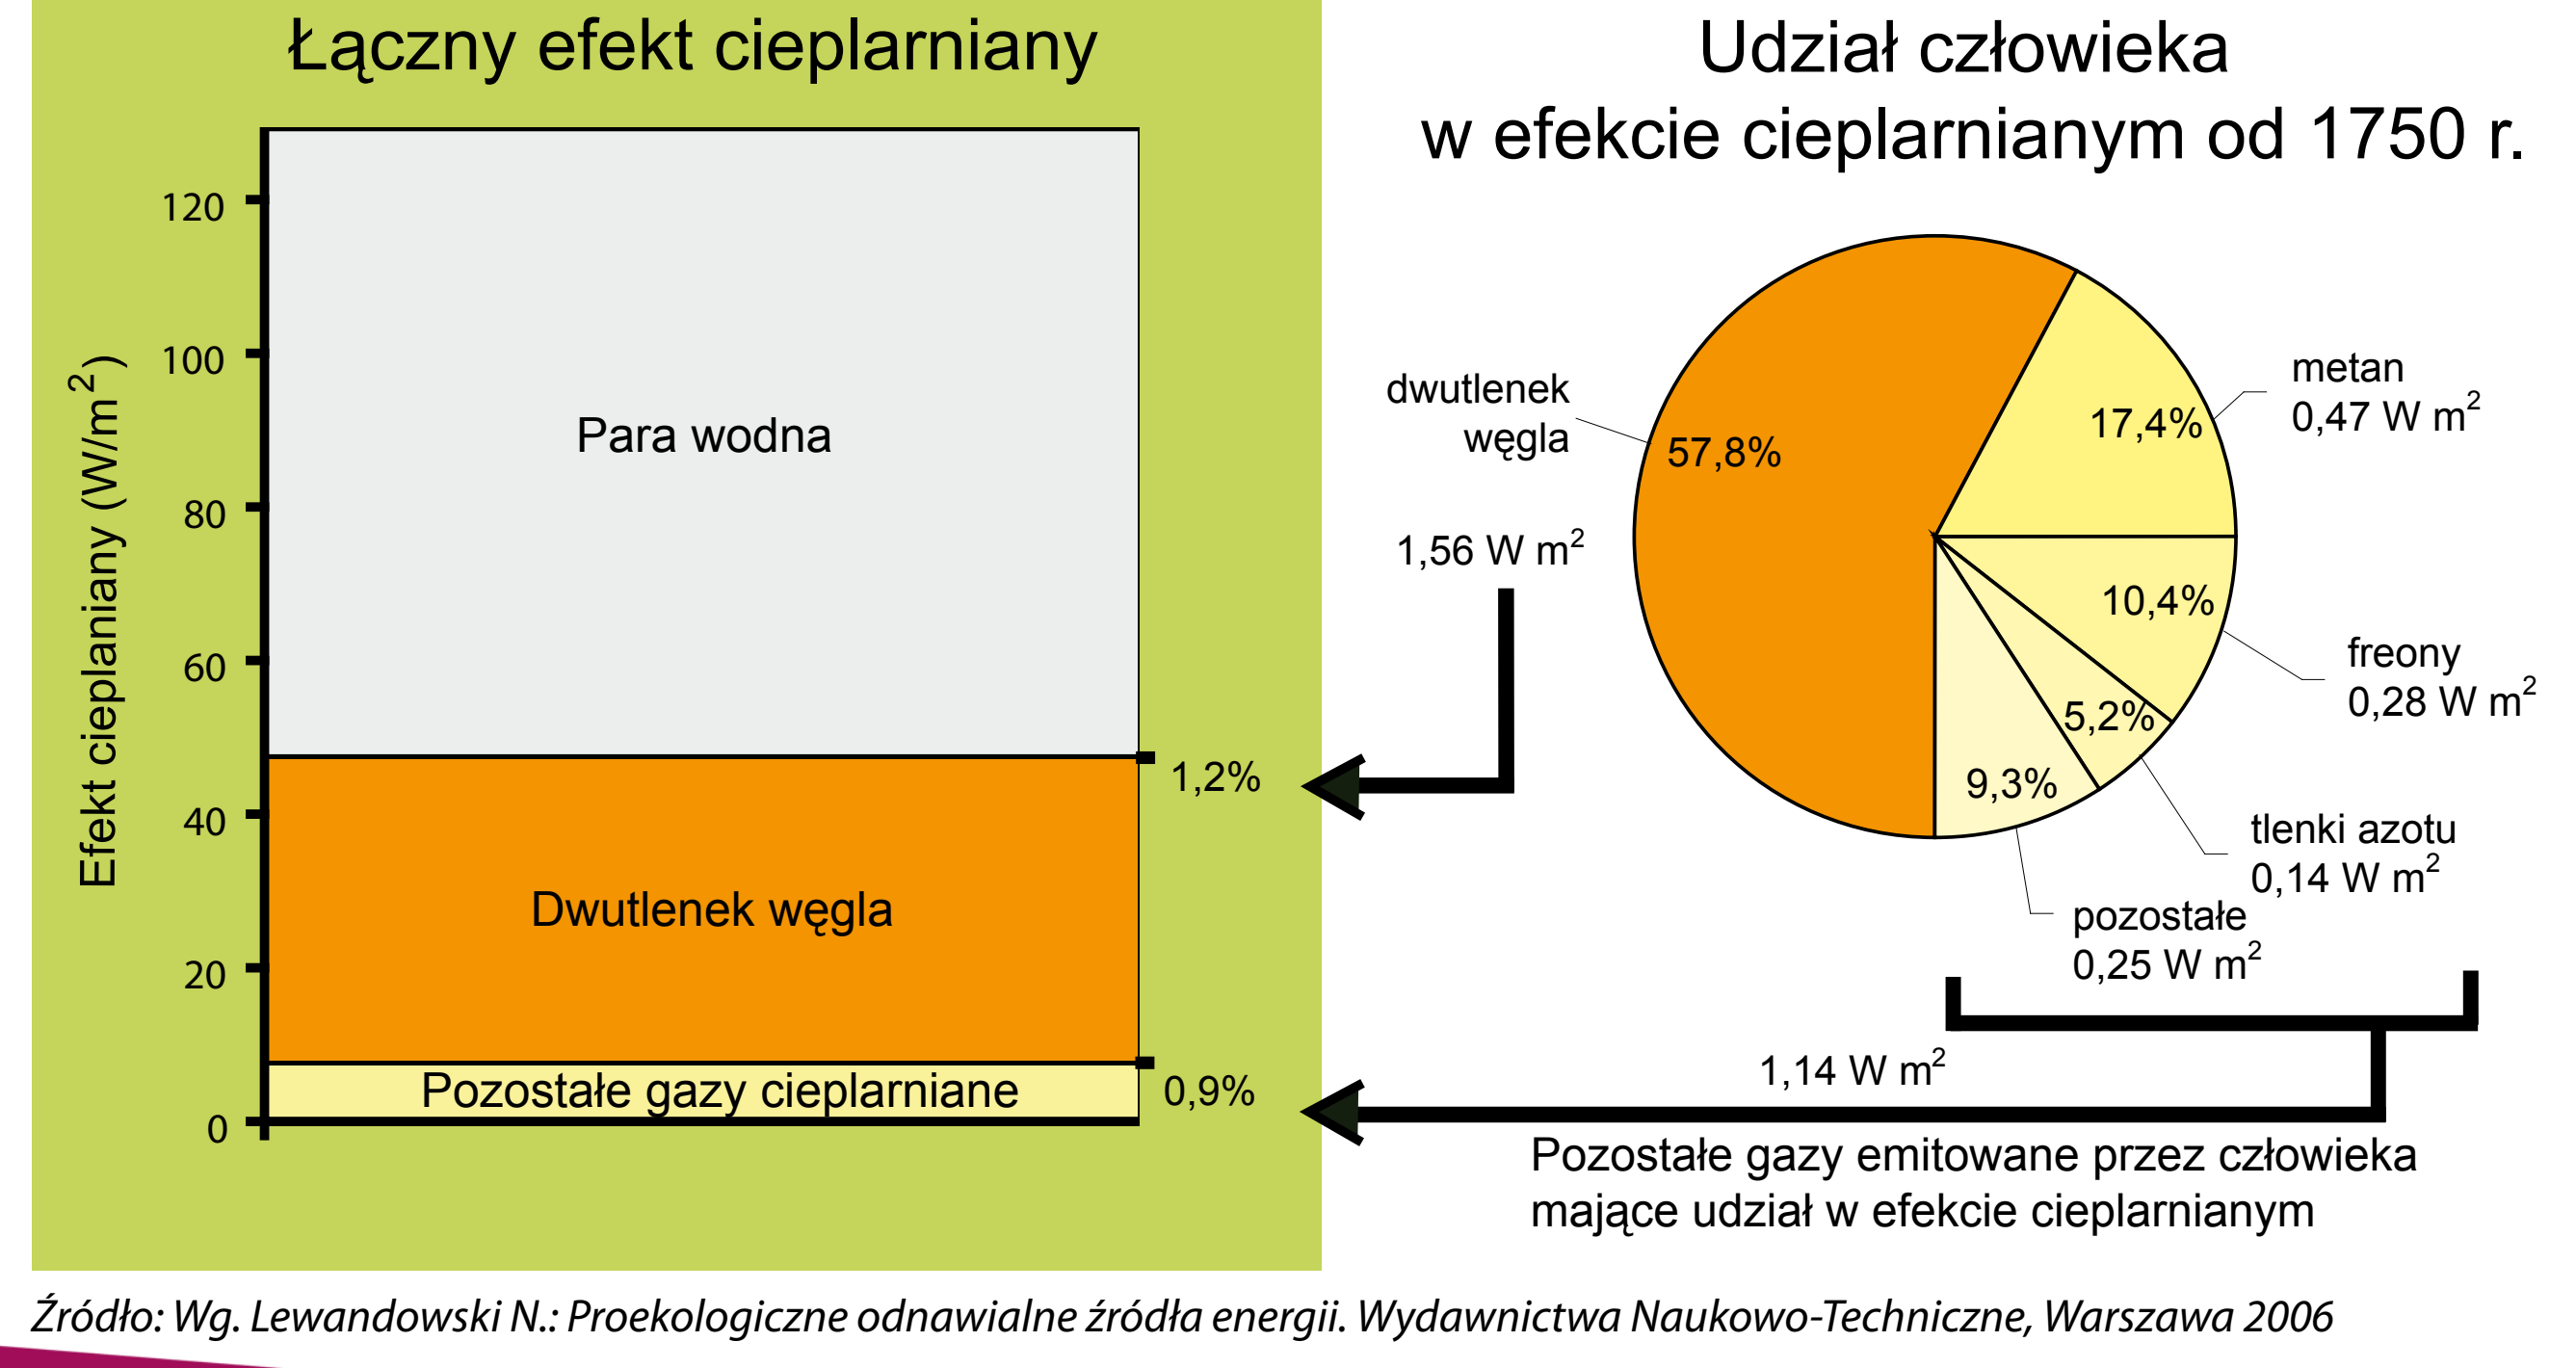 Łączny efekt cieplarniany
Efekt cieplaniany (W/m²)
120
100
80
60
40
20
0
Para wodna
Dwutlenek węgla
Pozostałe gazy cieplarniane
1,2%
0,9%
Udział człowieka
w efekcie cieplarnianym od 1750 r.
dwutlenek
węgla
57,8%
1,56 W m²
17,4%
metan
0,47 W m²
10,4%
freony
0,28 W m²
5,2%
tlenki azotu
0,14 W m²
9,3%
pozostałe
0,25 W m²
1,14 W m²
Pozostałe gazy emitowane przez człowieka
mające udział w efekcie cieplarnianym
Źródło: Wg. Lewandowski N.: Proekologiczne odnawialne źródła energii. Wydawnictwa Naukowo-Techniczne, Warszawa 2006